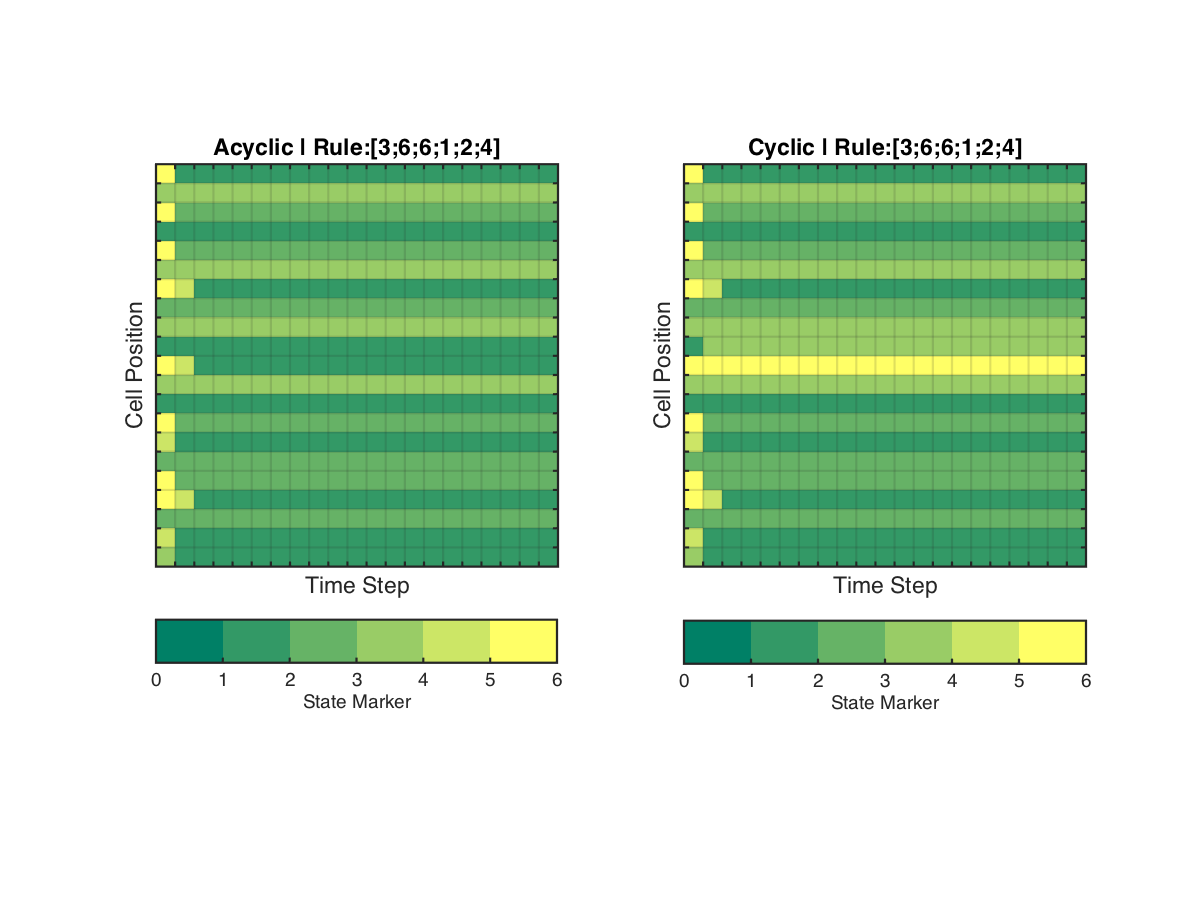 Acyclic | Rule:[3;6;6;1;2;4]
Cell Position
Time Step
0 1 2 3 4 5 6
State Marker
Cyclic | Rule:[3;6;6;1;2;4]
Cell Position
Time Step
0 1 2 3 4 5 6
State Marker